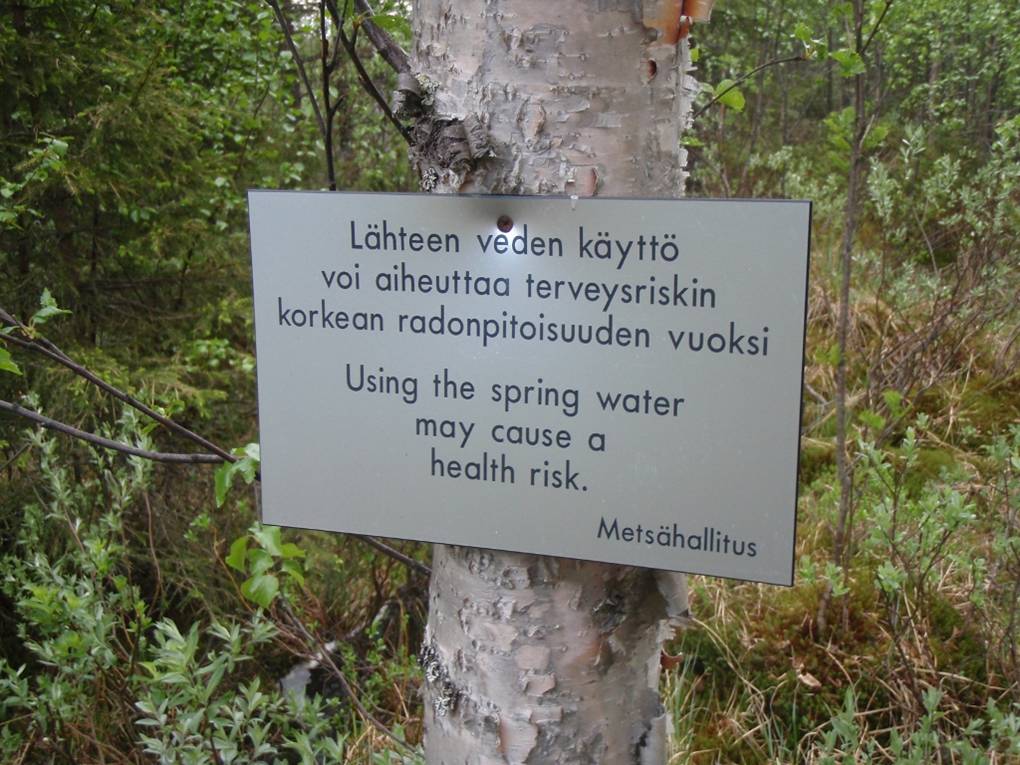 Lähteen veden käyttö
voi aiheuttaa terveysriskin
korkean radonpitoisuuden vuoksi
Using the spring water
may cause a
health risk.
Metsähallitus